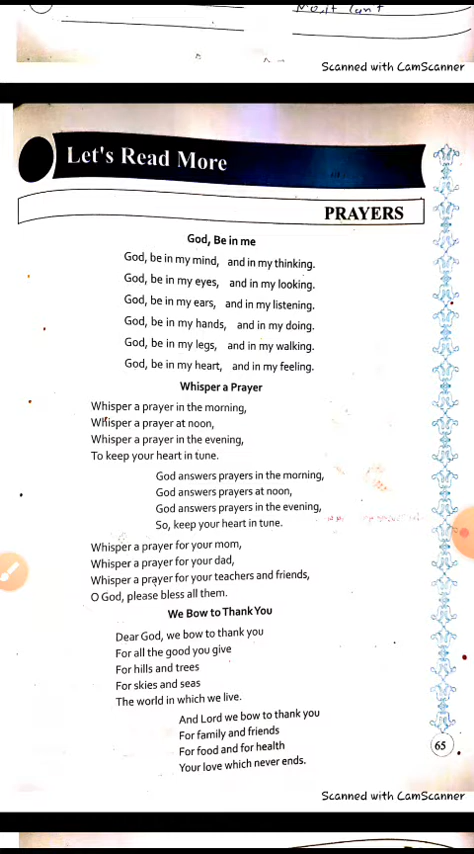 Scanned with CamScanner
Let's Read More
PRAYERS
God, Be in me
God, be in my mind, and in my thinking.
God, be in my eyes, and in my looking.
God, be in my ears, and in my listening.
God, be in my hands, and in my doing.
God, be in my legs, and in my walking.
God, be in my heart, and in my feeling.
Whisper a Prayer
Whisper a prayer in the morning,
Whisper a prayer at noon,
Whisper a prayer in the evening,
To keep your heart in tune.
God answers prayers in the morning,
God answers prayers at noon,
God answers prayers in the evening,
So, keep your heart in tune.
Whisper a prayer for your mom,
Whisper a prayer for your dad,
Whisper a prayer for your teachers and friends,
O God, please bless all them.
We Bow to Thank You
Dear God, we bow to thank you
For all the good you give
For hills and trees
For skies and seas
The world in which we live.
And Lord we bow to thank you
For family and friends
For food and for health
Your love which never ends.
65
Scanned with CamScanner